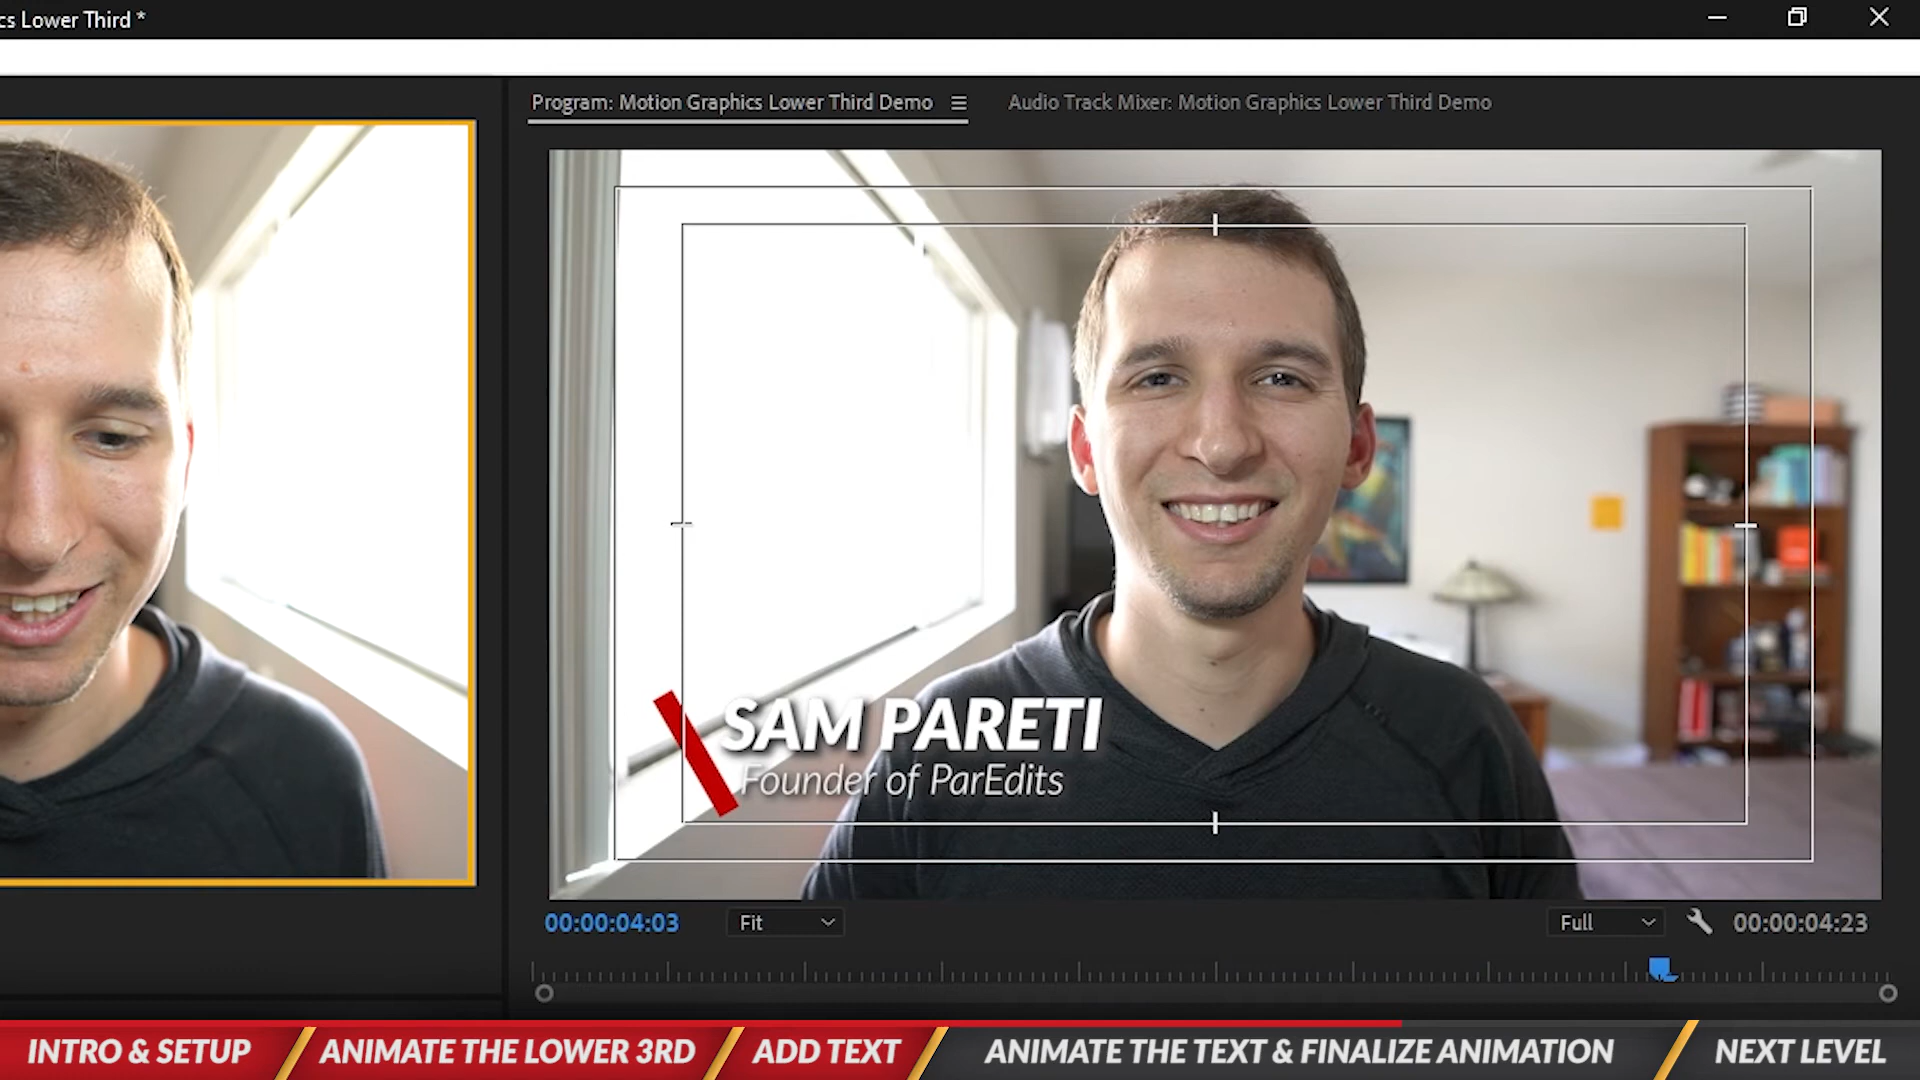 cs Lower Third *
Program: Motion Graphics Lower Third Demo
Audio Track Mixer: Motion Graphics Lower Third Demo
SAM PARETI
Founder of ParEdits
00:00:04:03
Fit
Full
00:00:04:23
INTRO & SETUP
ANIMATE THE LOWER 3RD
ADD TEXT
ANIMATE THE TEXT & FINALIZE ANIMATION
NEXT LEVEL